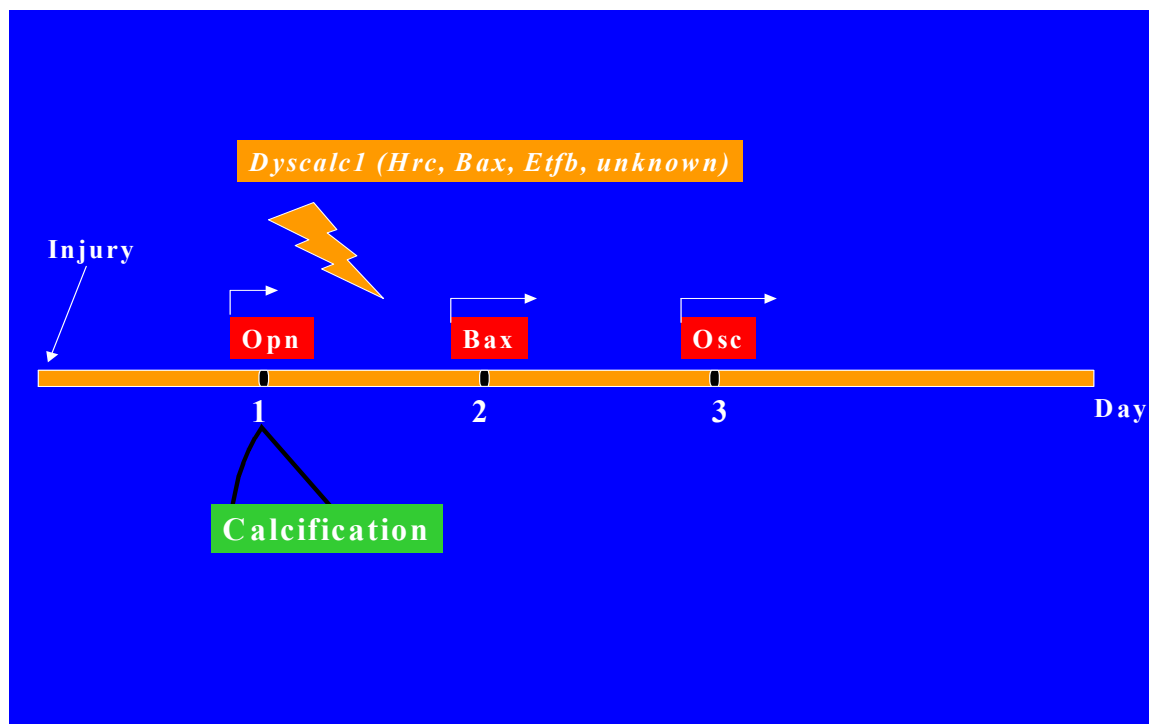 Dyscalc1 (Hrc, Bax, Etfb, unknown)
Injury
Opn
Bax
Osc
1
2
3
Day
Calcification